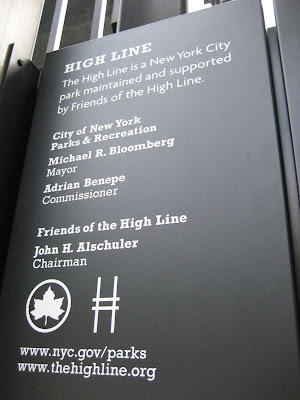 HIGH LINE
The High Line is a New York City
park maintained and supported
by Friends of the High Line.
City of New York
Parks & Recreation
Michael R. Bloomberg
Mayor
Adrian Benepe
Commissioner
Friends of the High Line
John H. Alschuler
Chairman
www.nyc.gov/parks
www.thehighline.org